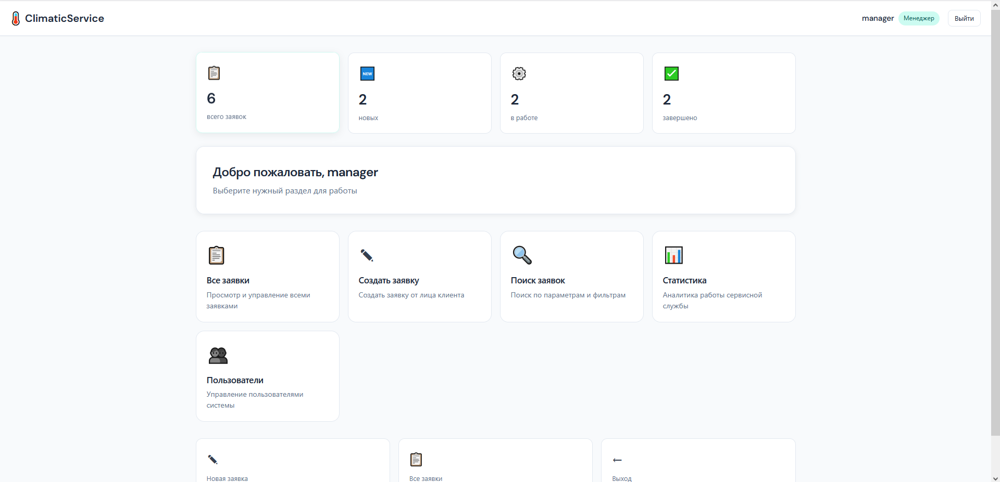 ClimaticService
manager Менеджер Выйти
6
всего заявок
NEW
2
новых
2
в работе
2
завершено
Добро пожаловать, manager
Выберите нужный раздел для работы
Все заявки
Просмотр и управление всеми
заявками
Создать заявку
Создать заявку от лица клиента
Поиск заявок
Поиск по параметрам и фильтрам
Статистика
Аналитика работы сервисной
службы
Пользователи
Управление пользователями
системы
Новая заявка
Все заявки
Выход